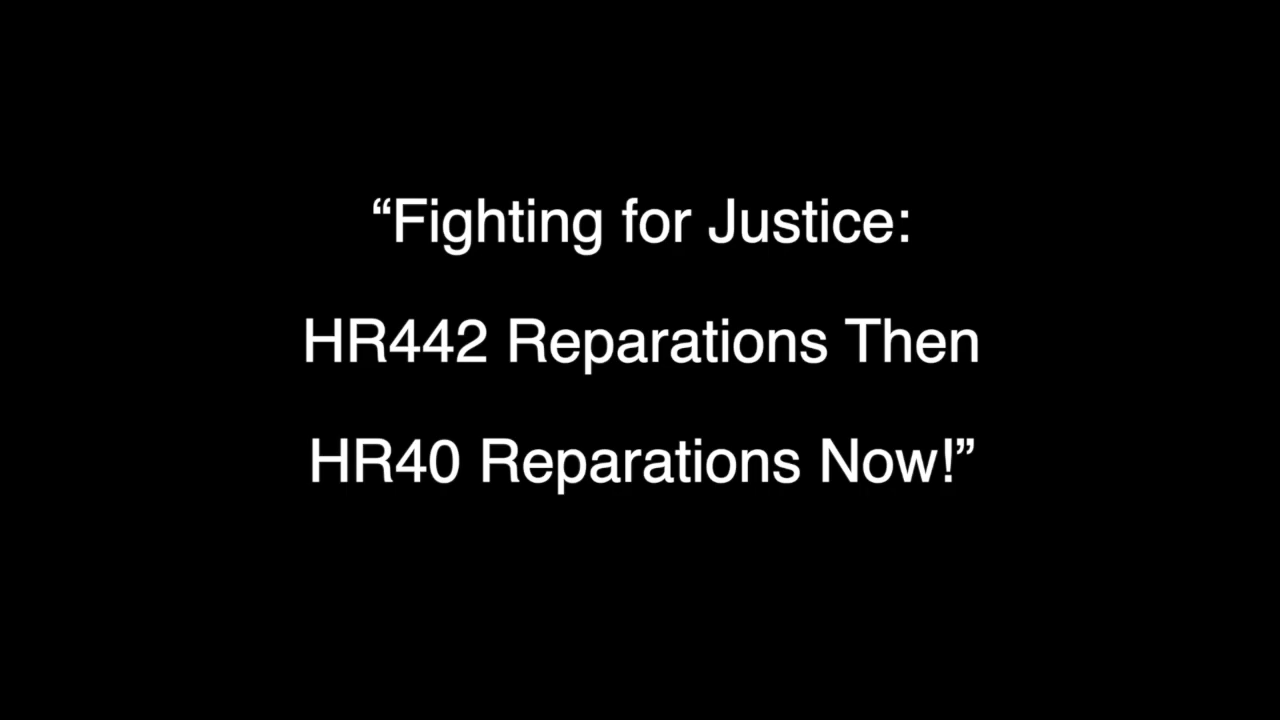 “Fighting for Justice:
HR442 Reparations Then
HR40 Reparations Now!”